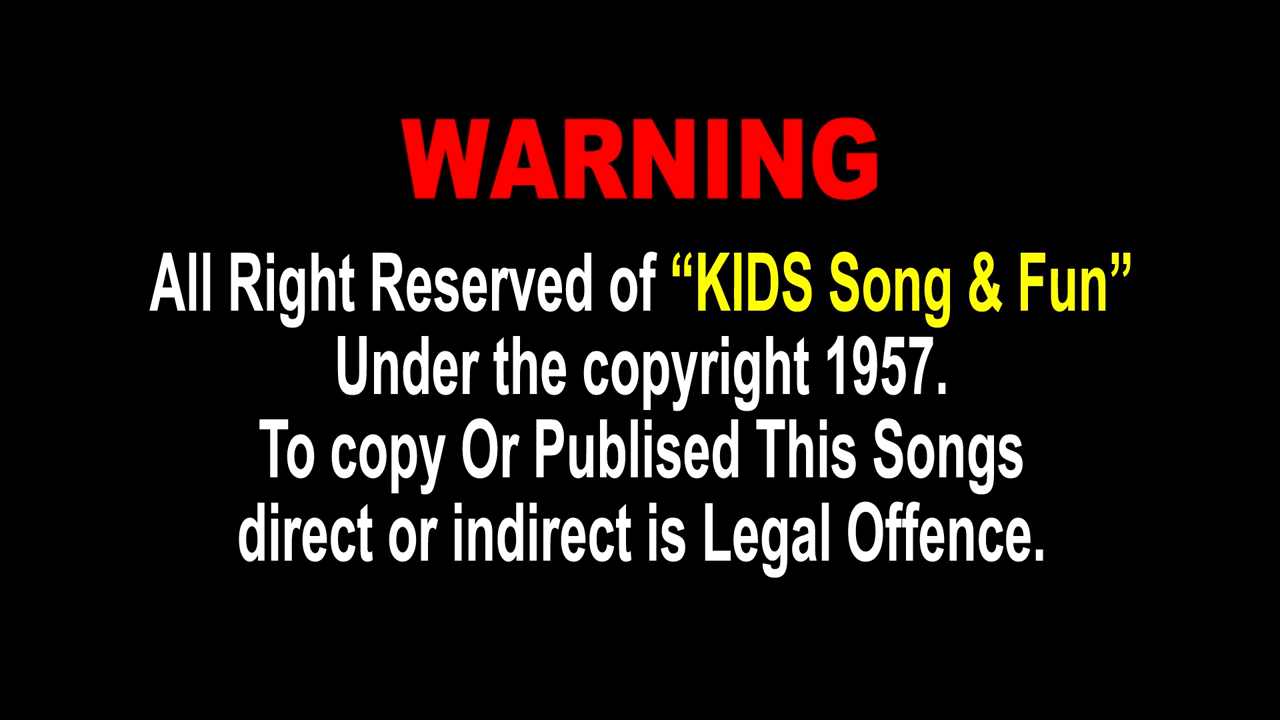 WARNING
All Right Reserved of “KIDS Song & Fun”
Under the copyright 1957.
To copy Or Publised This Songs
direct or indirect is Legal Offence.